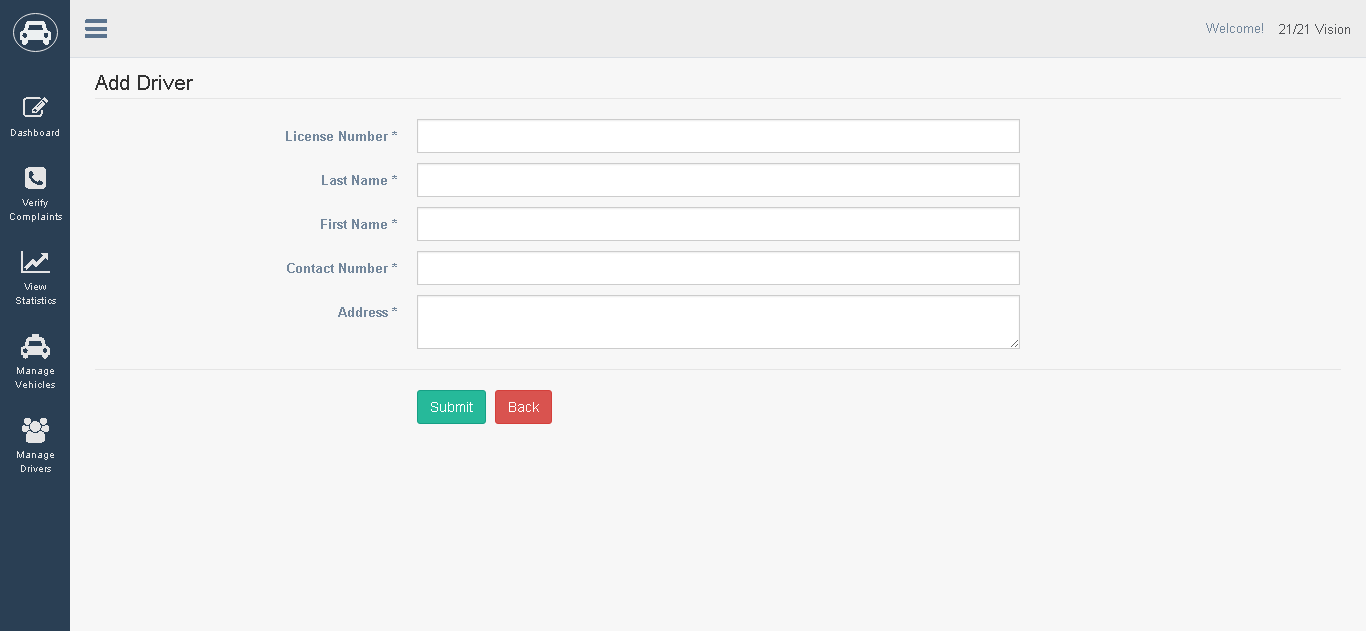 Welcome! 21/21 Vision
Dashboard
Verify
Complaints
View
Statistics
Manage
Vehicles
Manage
Drivers
Add Driver
License Number *
Last Name *
First Name *
Contact Number *
Address *
Submit Back